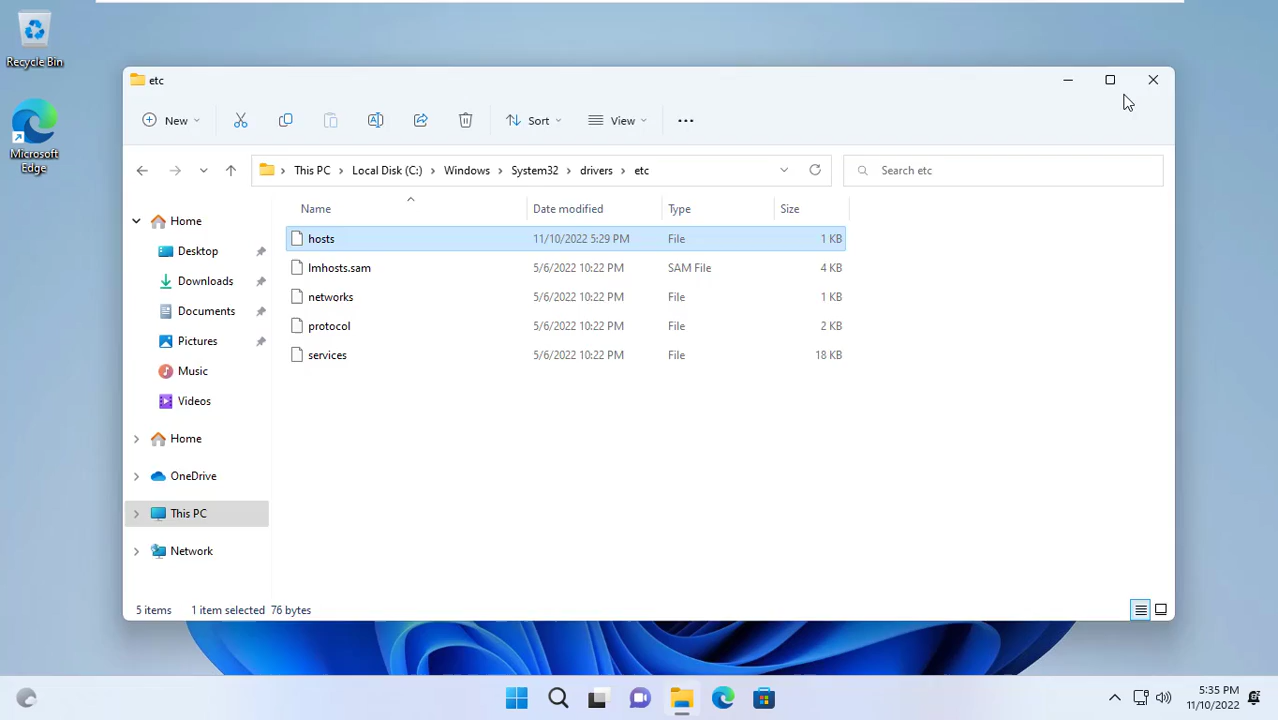 Recycle Bin
Microsoft
Edge
etc
New
Sort
View
This PC
Local Disk (C:)
Windows
System32
drivers
etc
Search etc
Home
Desktop
Downloads
Documents
Pictures
Music
Videos
Home
OneDrive
This PC
Network
Name Date modified Type Size
hosts 11/10/2022 5:29 PM File 1 KB
lmhosts.sam 5/6/2022 10:22 PM SAM File 4 KB
networks 5/6/2022 10:22 PM File 1 KB
protocol 5/6/2022 10:22 PM File 2 KB
services 5/6/2022 10:22 PM File 18 KB
5 items 1 item selected 76 bytes
5:35 PM
11/10/2022